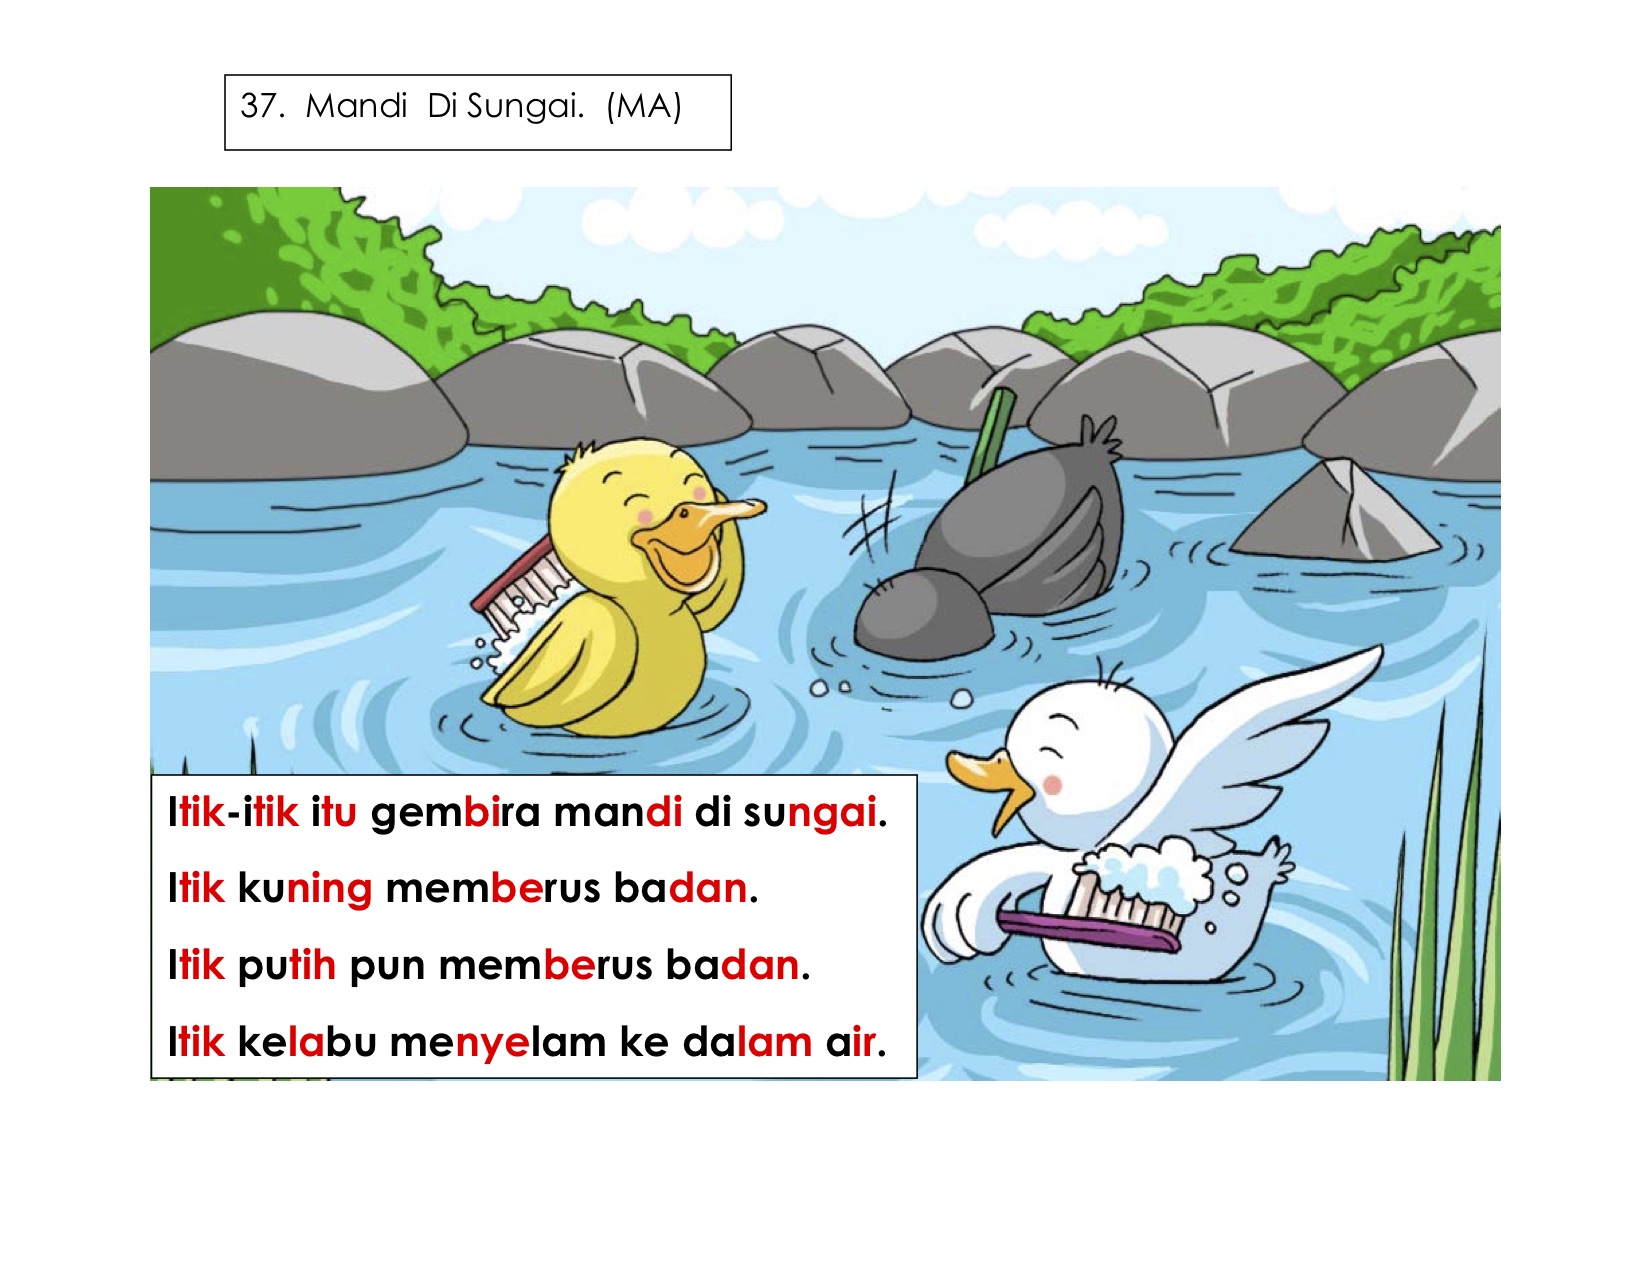 37. Mandi Di Sungai. (MA)
Itik-itik itu gembira mandi di sungai.
Itik kuning memberus badan.
Itik putih pun memberus badan.
Itik kelabu menyelam ke dalam air.